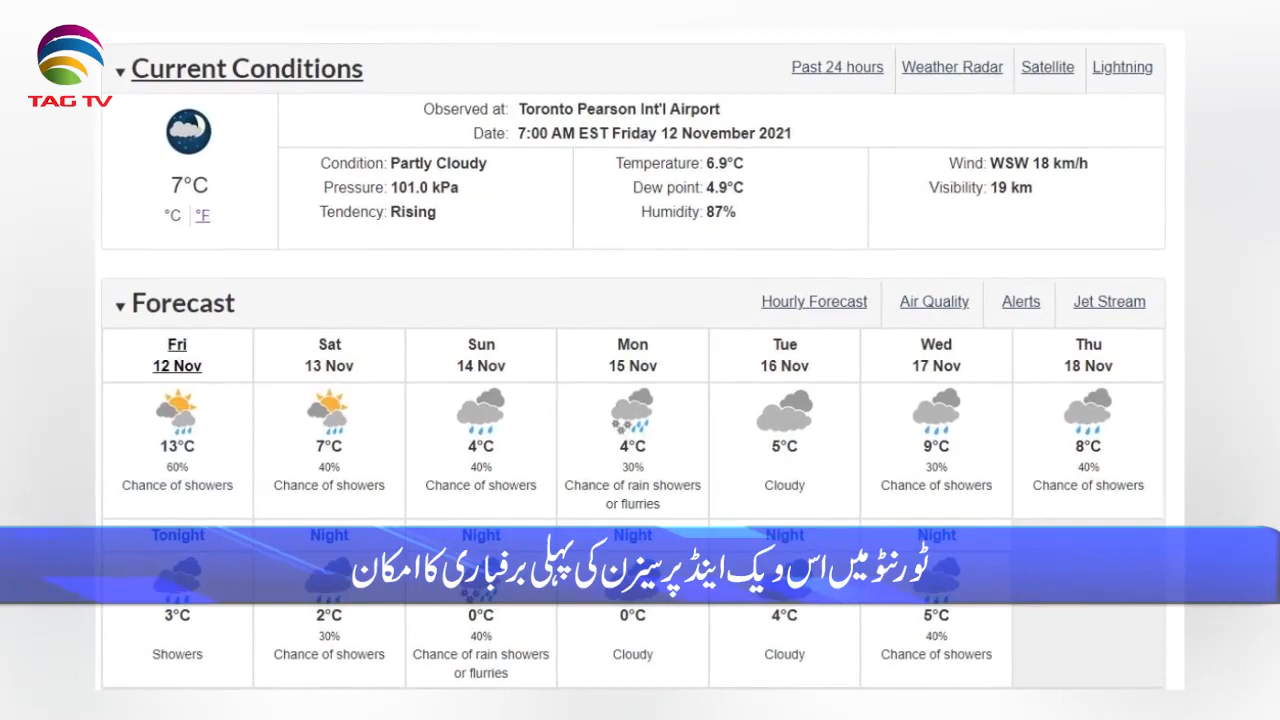 TAG TV
Current Conditions
Past 24 hours
Weather Radar
Satellite
Lightning
7°C
°C °F
Observed at: Toronto Pearson Int'l Airport
Date: 7:00 AM EST Friday 12 November 2021
Condition: Partly Cloudy
Pressure: 101.0 kPa
Tendency: Rising
Temperature: 6.9°C
Dew point: 4.9°C
Humidity: 87%
Wind: WSW 18 km/h
Visibility: 19 km
Forecast
Hourly Forecast
Air Quality
Alerts
Jet Stream
Fri
12 Nov
13°C
60%
Chance of showers
Sat
13 Nov
7°C
40%
Chance of showers
Sun
14 Nov
4°C
40%
Chance of showers
Mon
15 Nov
4°C
30%
Chance of rain showers
or flurries
Tue
16 Nov
5°C
Cloudy
Wed
17 Nov
9°C
30%
Chance of showers
Thu
18 Nov
8°C
40%
Chance of showers
Tonight
3°C
Showers
Night
2°C
30%
Chance of showers
Night
0°C
40%
Chance of rain showers
or flurries
Night
0°C
Cloudy
Night
4°C
Cloudy
Night
5°C
40%
Chance of showers
ٹورنٹو میں اس ویک اینڈ پر سیزن کی پہلی برفباری کا امکان